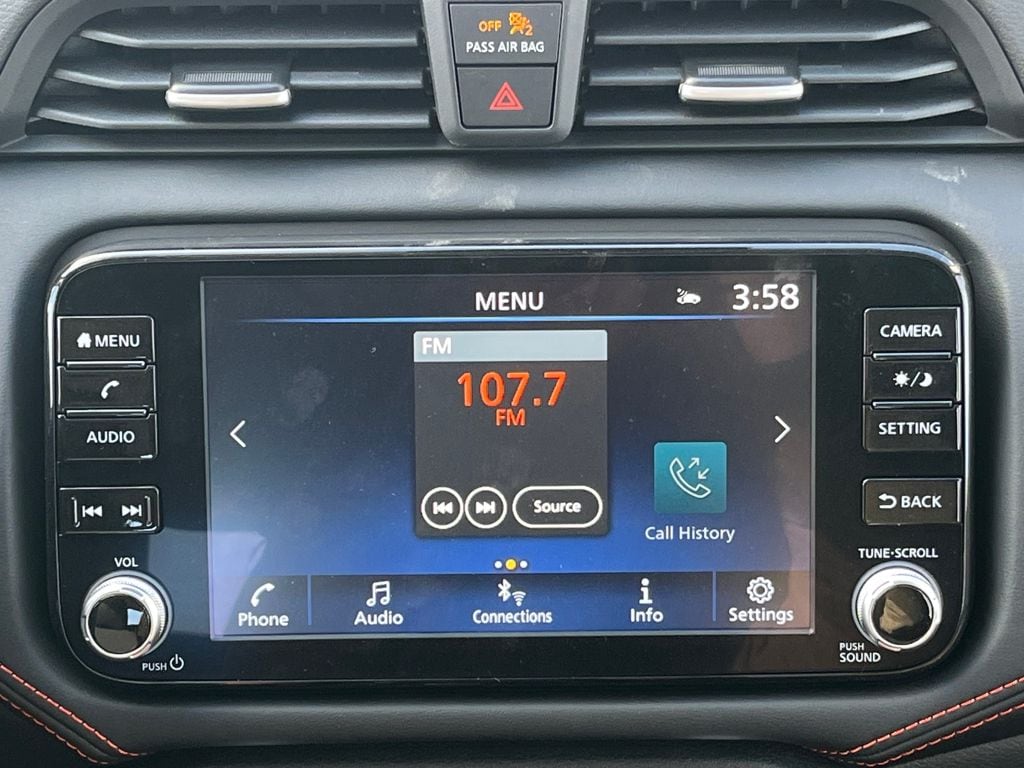 OFF 2
PASS AIR BAG
MENU
3:58
MENU
AUDIO
VOL
PUSH
FM
107.7
FM
Source
Call History
Phone
Audio
Connections
Info
Settings
CAMERA
SETTING
BACK
TUNE·SCROLL
PUSH
SOUND